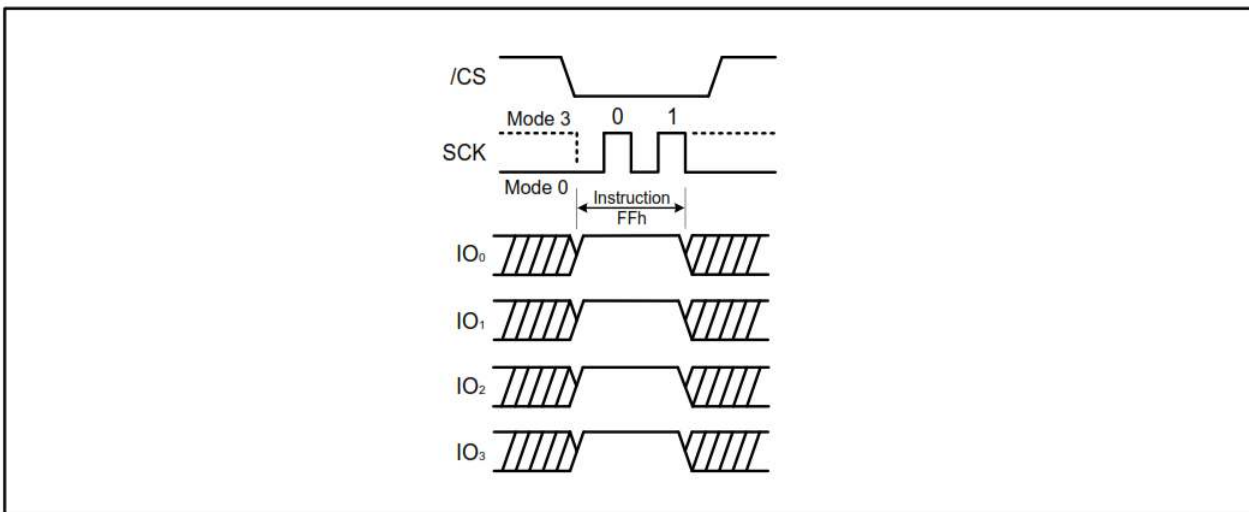 /CS
Mode 3 0 1
SCK
Mode 0
Instruction
FFh
IO₀
IO₁
IO₂
IO₃